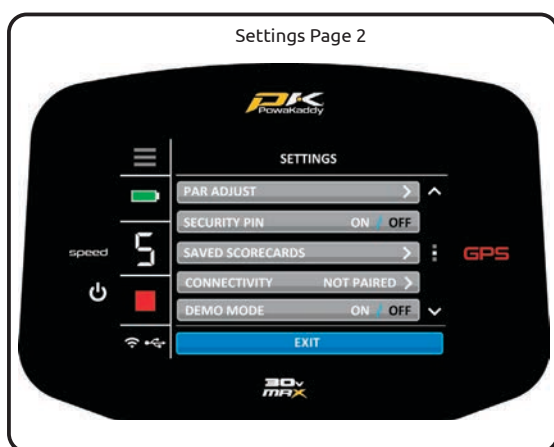 Settings Page 2
PK
PowaKaddy
SETTINGS
PAR ADJUST >
SECURITY PIN ON / OFF
speed 5 SAVED SCORECARDS > GPS
CONNECTIVITY NOT PAIRED >
DEMO MODE ON / OFF
EXIT
30V
MAX